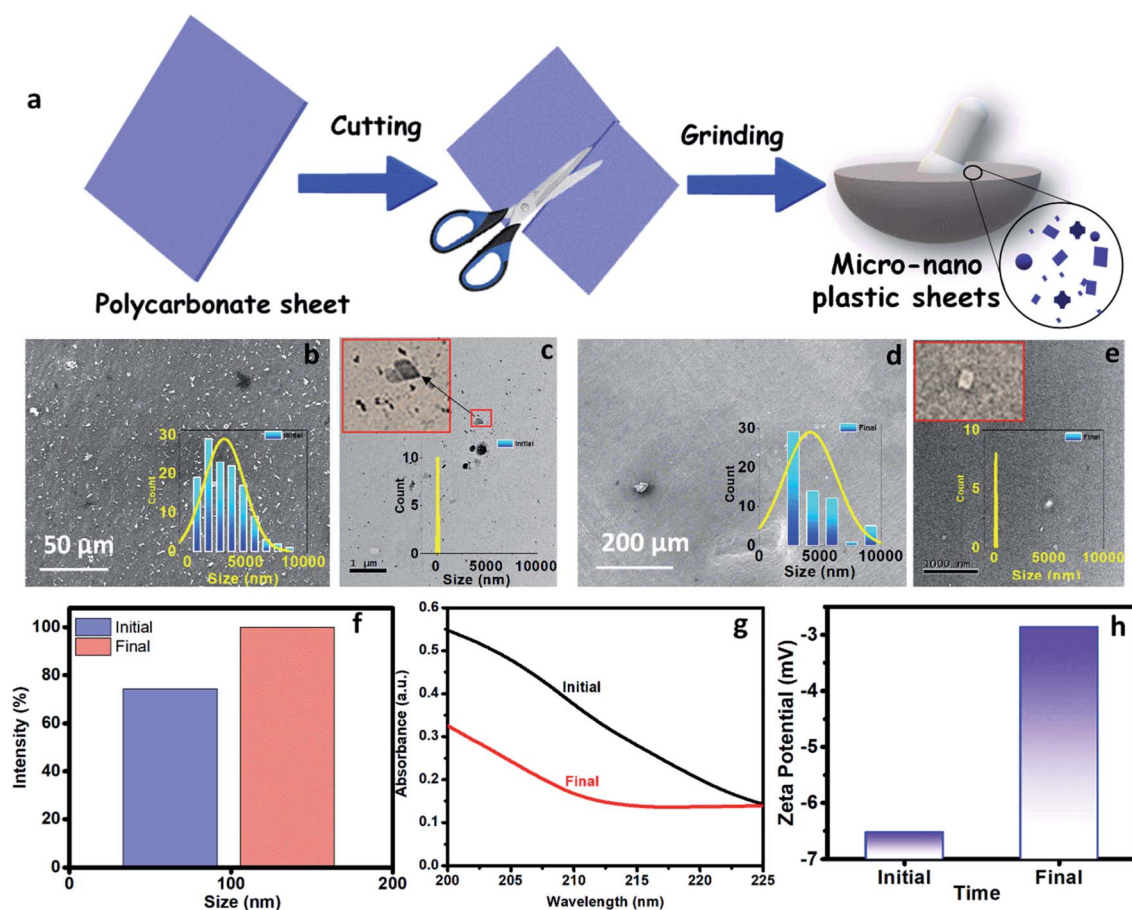 a
Cutting
Grinding
Polycarbonate sheet
Micro-nano
plastic sheets
b
Initial
30
20
10
0
Count
0
5000
10000
Size (nm)
50 µm
c
Initial
10
5
0
Count
0
5000
10000
Size (nm)
1 µm
d
Final
30
20
10
0
Count
0
5000
10000
Size (nm)
200 µm
e
Final
10
5
0
Count
0
5000
10000
Size (nm)
1000 nm
f
Initial
Final
100
80
60
40
20
0
Intensity (%)
0
100
200
Size (nm)
g
0.6
0.5
0.4
0.3
0.2
0.1
0.0
Absorbance (a.u.)
Initial
Final
200
205
210
215
220
225
Wavelength (nm)
h
-3
-4
-5
-6
-7
Zeta Potential (mV)
Initial
Final
Time